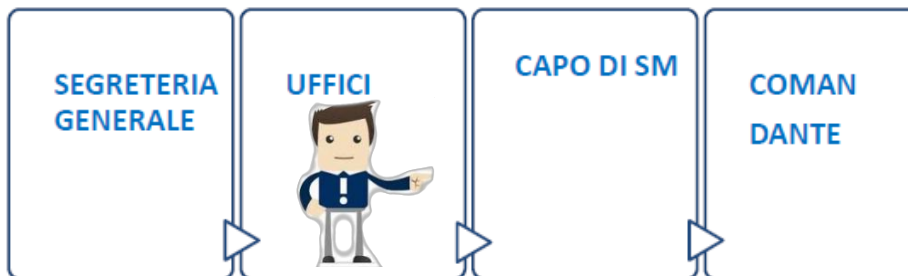 SEGRETERIA
GENERALE
UFFICI
CAPO DI SM
COMAN
DANTE